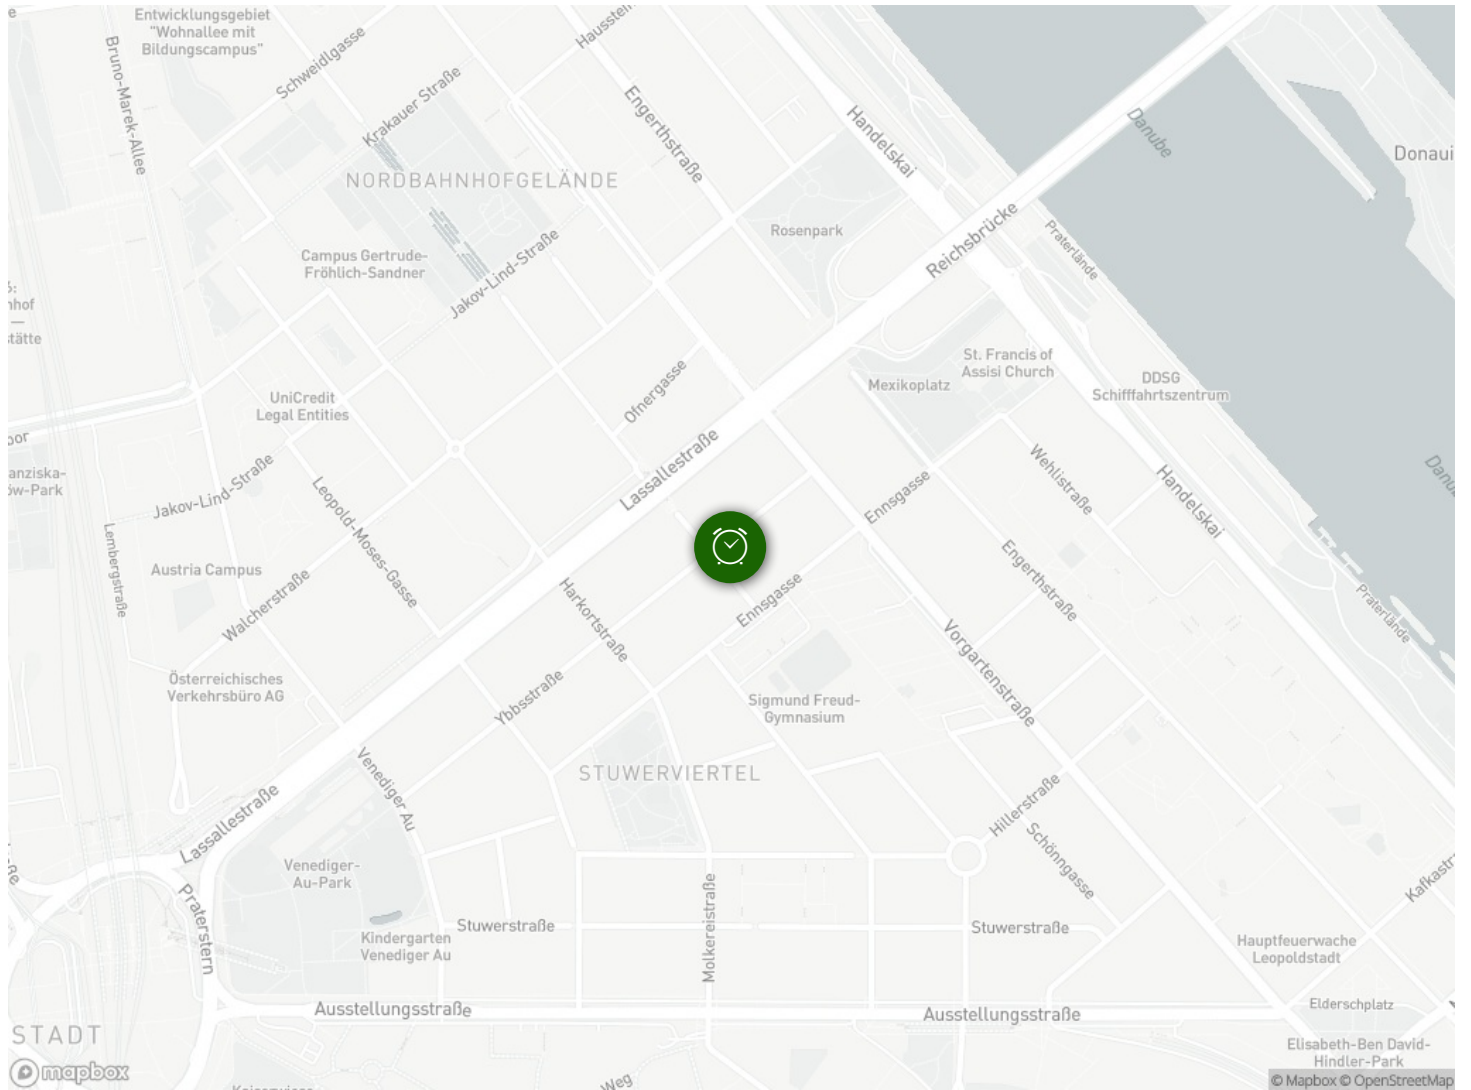 Entwicklungsgebiet
"Wohnallee mit
Bildungscampus"
Bruno-Marek-Allee
Schweidlgasse
Krakauer Straße
Engerthstraße
Handelskai
Danube
Donaui
NORDBAHNHOFGELÄNDE
Rosenpark
Reichsbrücke
Praterlände
Campus Gertrude-
Fröhlich-Sandner
Jakov-Lind-Straße
St. Francis of
Assisi Church
Mexikoplatz
DDSG
Schifffahrtszentrum
UniCredit
Legal Entities
Ofnergasse
Lassallestraße
Jakov-Lind-Straße
Leopold-Moses-Gasse
Ennsgasse
Wehlistraße
Handelskai
Lembergstraße
Austria Campus
Walcherstraße
Harkortstraße
Ennsgasse
Engerthstraße
Praterlände
Vorgartenstraße
Österreichisches
Verkehrsbüro AG
Ybbsstraße
Sigmund Freud-
Gymnasium
STUWERVIERTEL
Venediger Au
Lassallestraße
Hillerstraße
Schönngasse
Venediger-
Au-Park
Praterstern
Molkereistraße
Stuwerstraße
Stuwerstraße
Kindergarten
Venediger Au
Hauptfeuerwache
Leopoldstadt
Ausstellungsstraße
Ausstellungsstraße
Elderschplatz
STADT
Elisabeth-Ben David-
Hindler-Park
Weg
mapbox
© Mapbox © OpenStreetMap